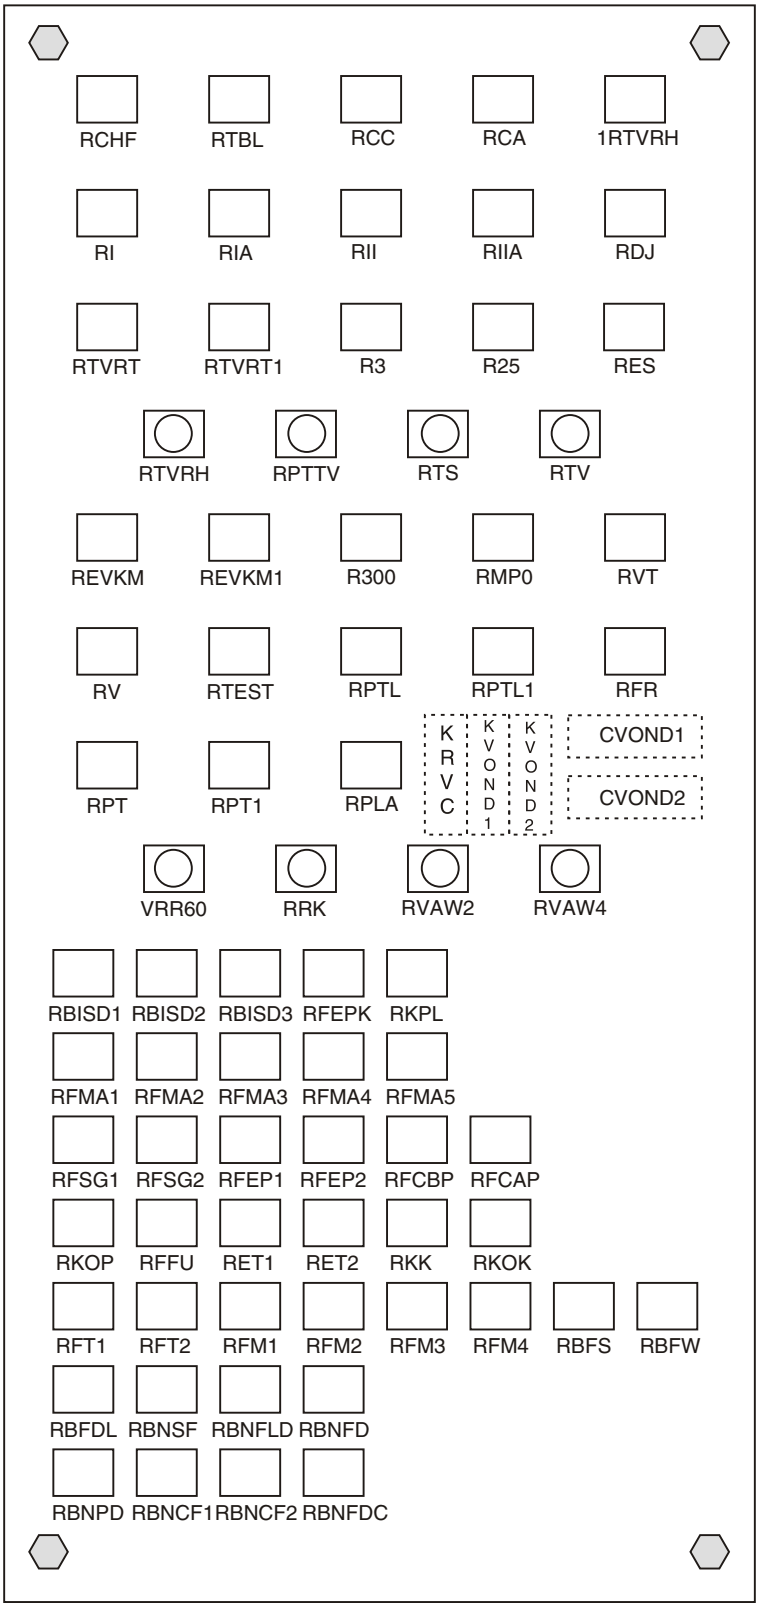 RCHF RTBL RCC RCA 1RTVRH
RI RIA RII RIIA RDJ
RTVRT RTVRT1 R3 R25 RES
RTVRH RPTTV RTS RTV
REVKM REVKM1 R300 RMP0 RVT
RV RTEST RPTL RPTL1 RFR
RPT RPT1 RPLA
KRVC
KVOND1
KVOND2
CVOND1
CVOND2
VRR60 RRK RVAW2 RVAW4
RBISD1 RBISD2 RBISD3 RFEPK RKPL
RFMA1 RFMA2 RFMA3 RFMA4 RFMA5
RFSG1 RFSG2 RFEP1 RFEP2 RFCBP RFCAP
RKOP RFFU RET1 RET2 RKK RKOK
RFT1 RFT2 RFM1 RFM2 RFM3 RFM4 RBFS RBFW
RBFDL RBNSF RBNFLD RBNFD
RBNPD RBNCF1 RBNCF2 RBNFDC